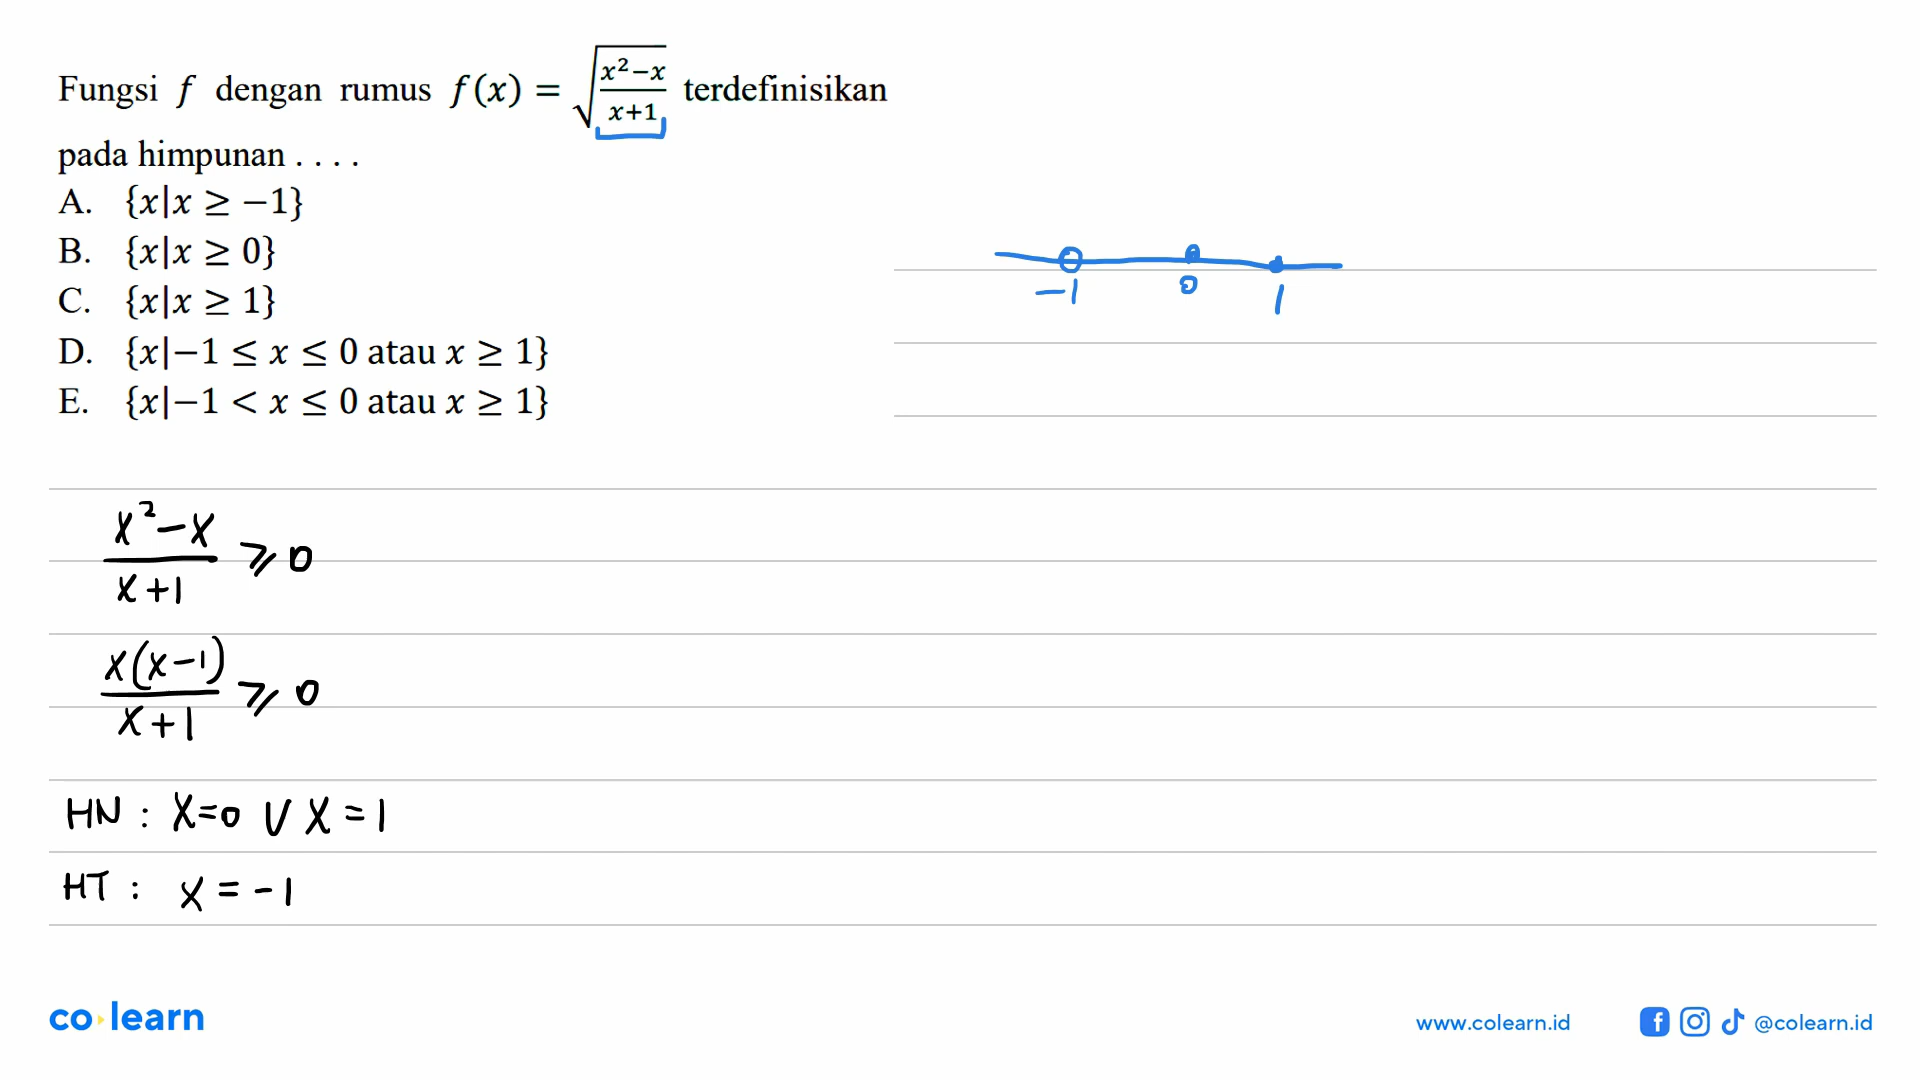 Fungsi f dengan rumus f(x) = √((x²−x)/(x+1)) terdefinisikan
pada himpunan . . . .
A. {x|x ≥ −1}
B. {x|x ≥ 0}
C. {x|x ≥ 1}
D. {x|−1 ≤ x ≤ 0 atau x ≥ 1}
E. {x|−1 < x ≤ 0 atau x ≥ 1}
−1 0 1
(x²−x)/(x+1) ≥ 0
(x(x−1))/(x+1) ≥ 0
HN : x=0 V x=1
HT : x = −1
co learn
www.colearn.id
@colearn.id